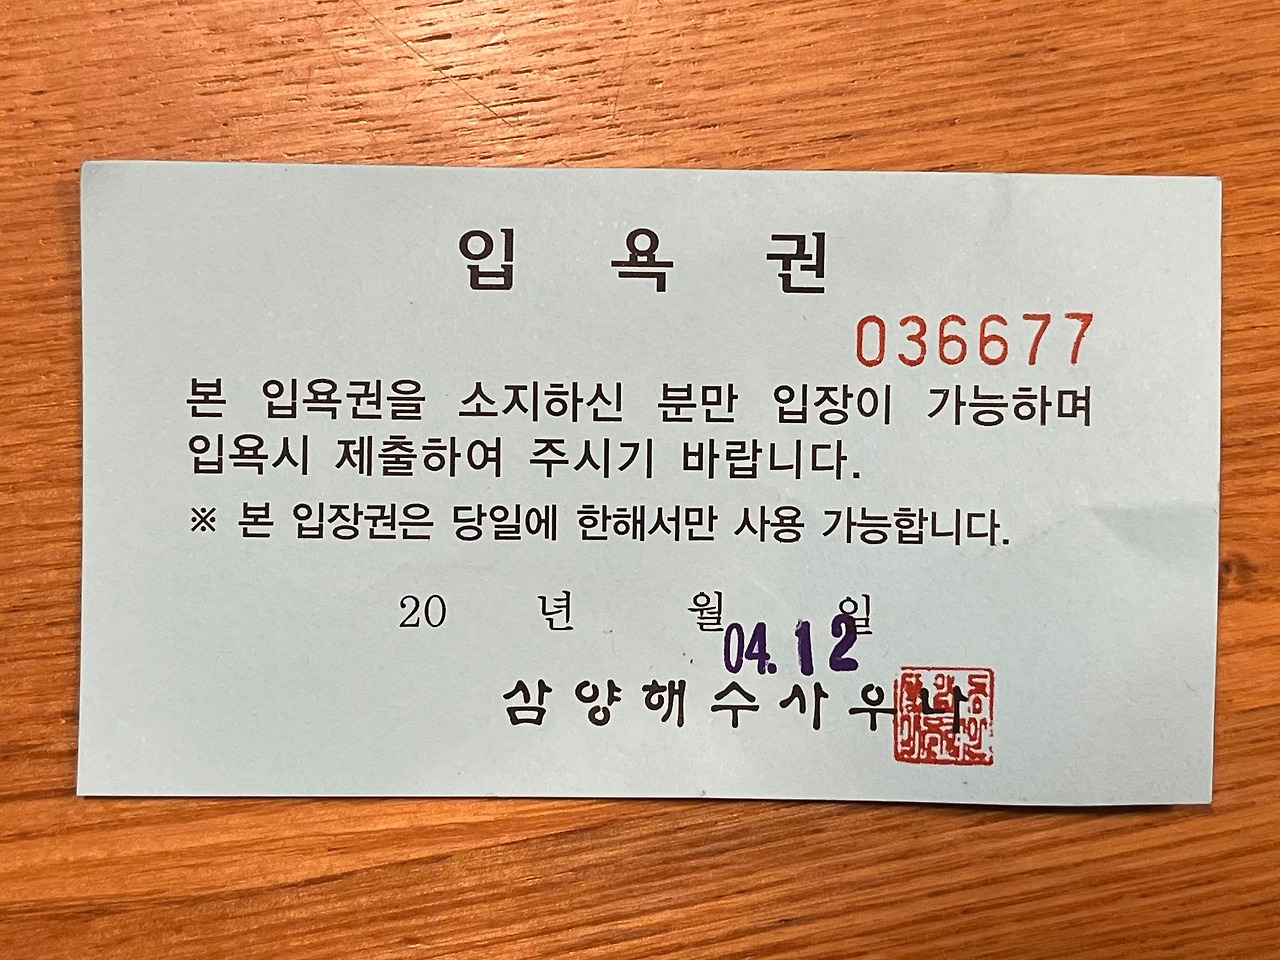 입 욕 권
036677
본 입욕권을 소지하신 분만 입장이 가능하며
입욕시 제출하여 주시기 바랍니다.
※ 본 입장권은 당일에 한해서만 사용 가능합니다.
20 년 월 일
04.12
삼양해수사우나